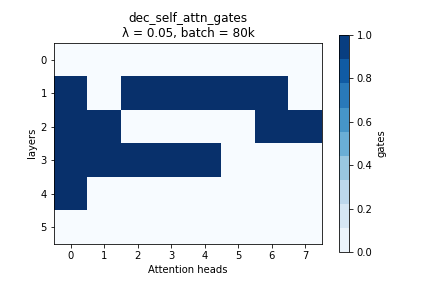 dec_self_attn_gates
λ = 0.05, batch = 80k
layers
0
1
2
3
4
5
0 1 2 3 4 5 6 7
Attention heads
1.0
0.8
0.6
0.4
0.2
0.0
gates